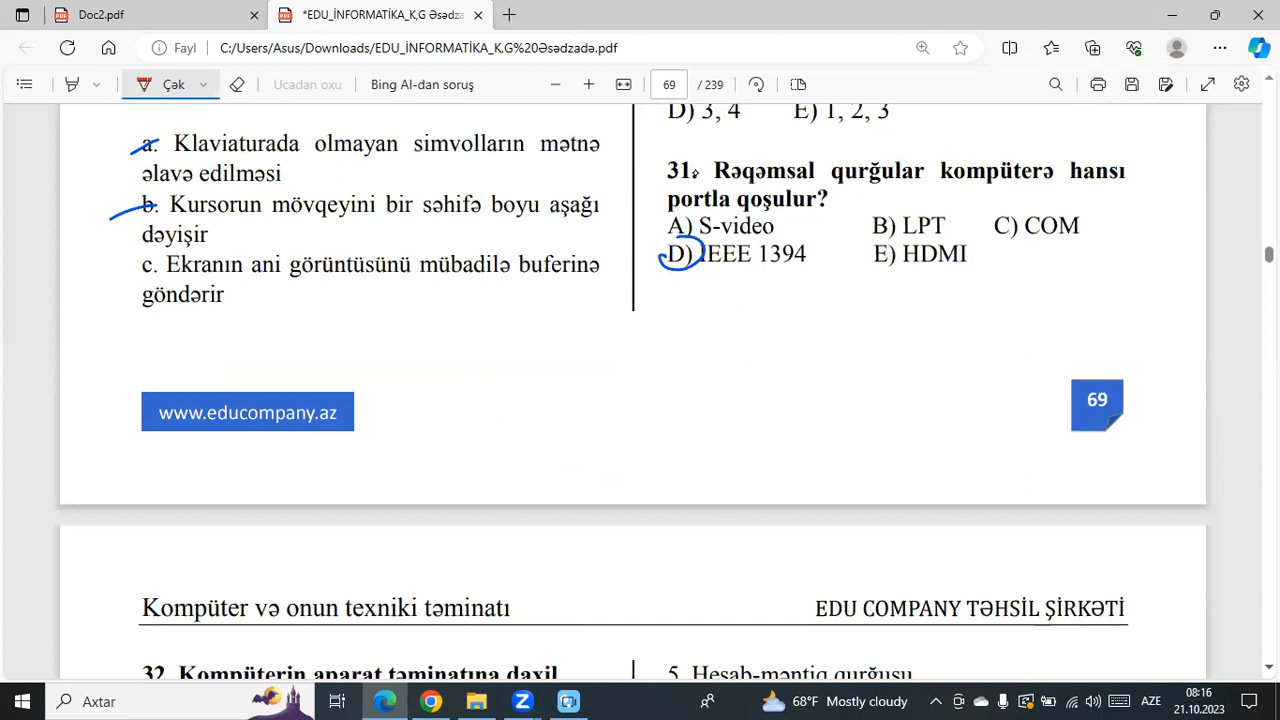 Doc2.pdf
*EDU_İNFORMATİKA_K,G Əsədza
Fayl
C:/Users/Asus/Downloads/EDU_İNFORMATIKA_K,G%20Əsədzadə.pdf
Çək
Ucadan oxu
Bing AI-dan soruş
69
/ 239
a. Klaviaturada olmayan simvolların mətnə
əlavə edilməsi
b. Kursorun mövqeyini bir səhifə boyu aşağı
dəyişir
c. Ekranın ani görüntüsünü mübadilə buferinə
göndərir
D) 3, 4 E) 1, 2, 3
31. Rəqəmsal qurğular kompüterə hansı
portla qoşulur?
A) S-video B) LPT C) COM
D) IEEE 1394 E) HDMI
www.educompany.az
69
Kompüter və onun texniki təminatı
EDU COMPANY TƏHSİL ŞİRKƏTİ
32. Kompüterin aparat təminatına daxil
5. Hesab-məntiq qurğusu
Axtar
68°F Mostly cloudy
AZE
08:16
21.10.2023